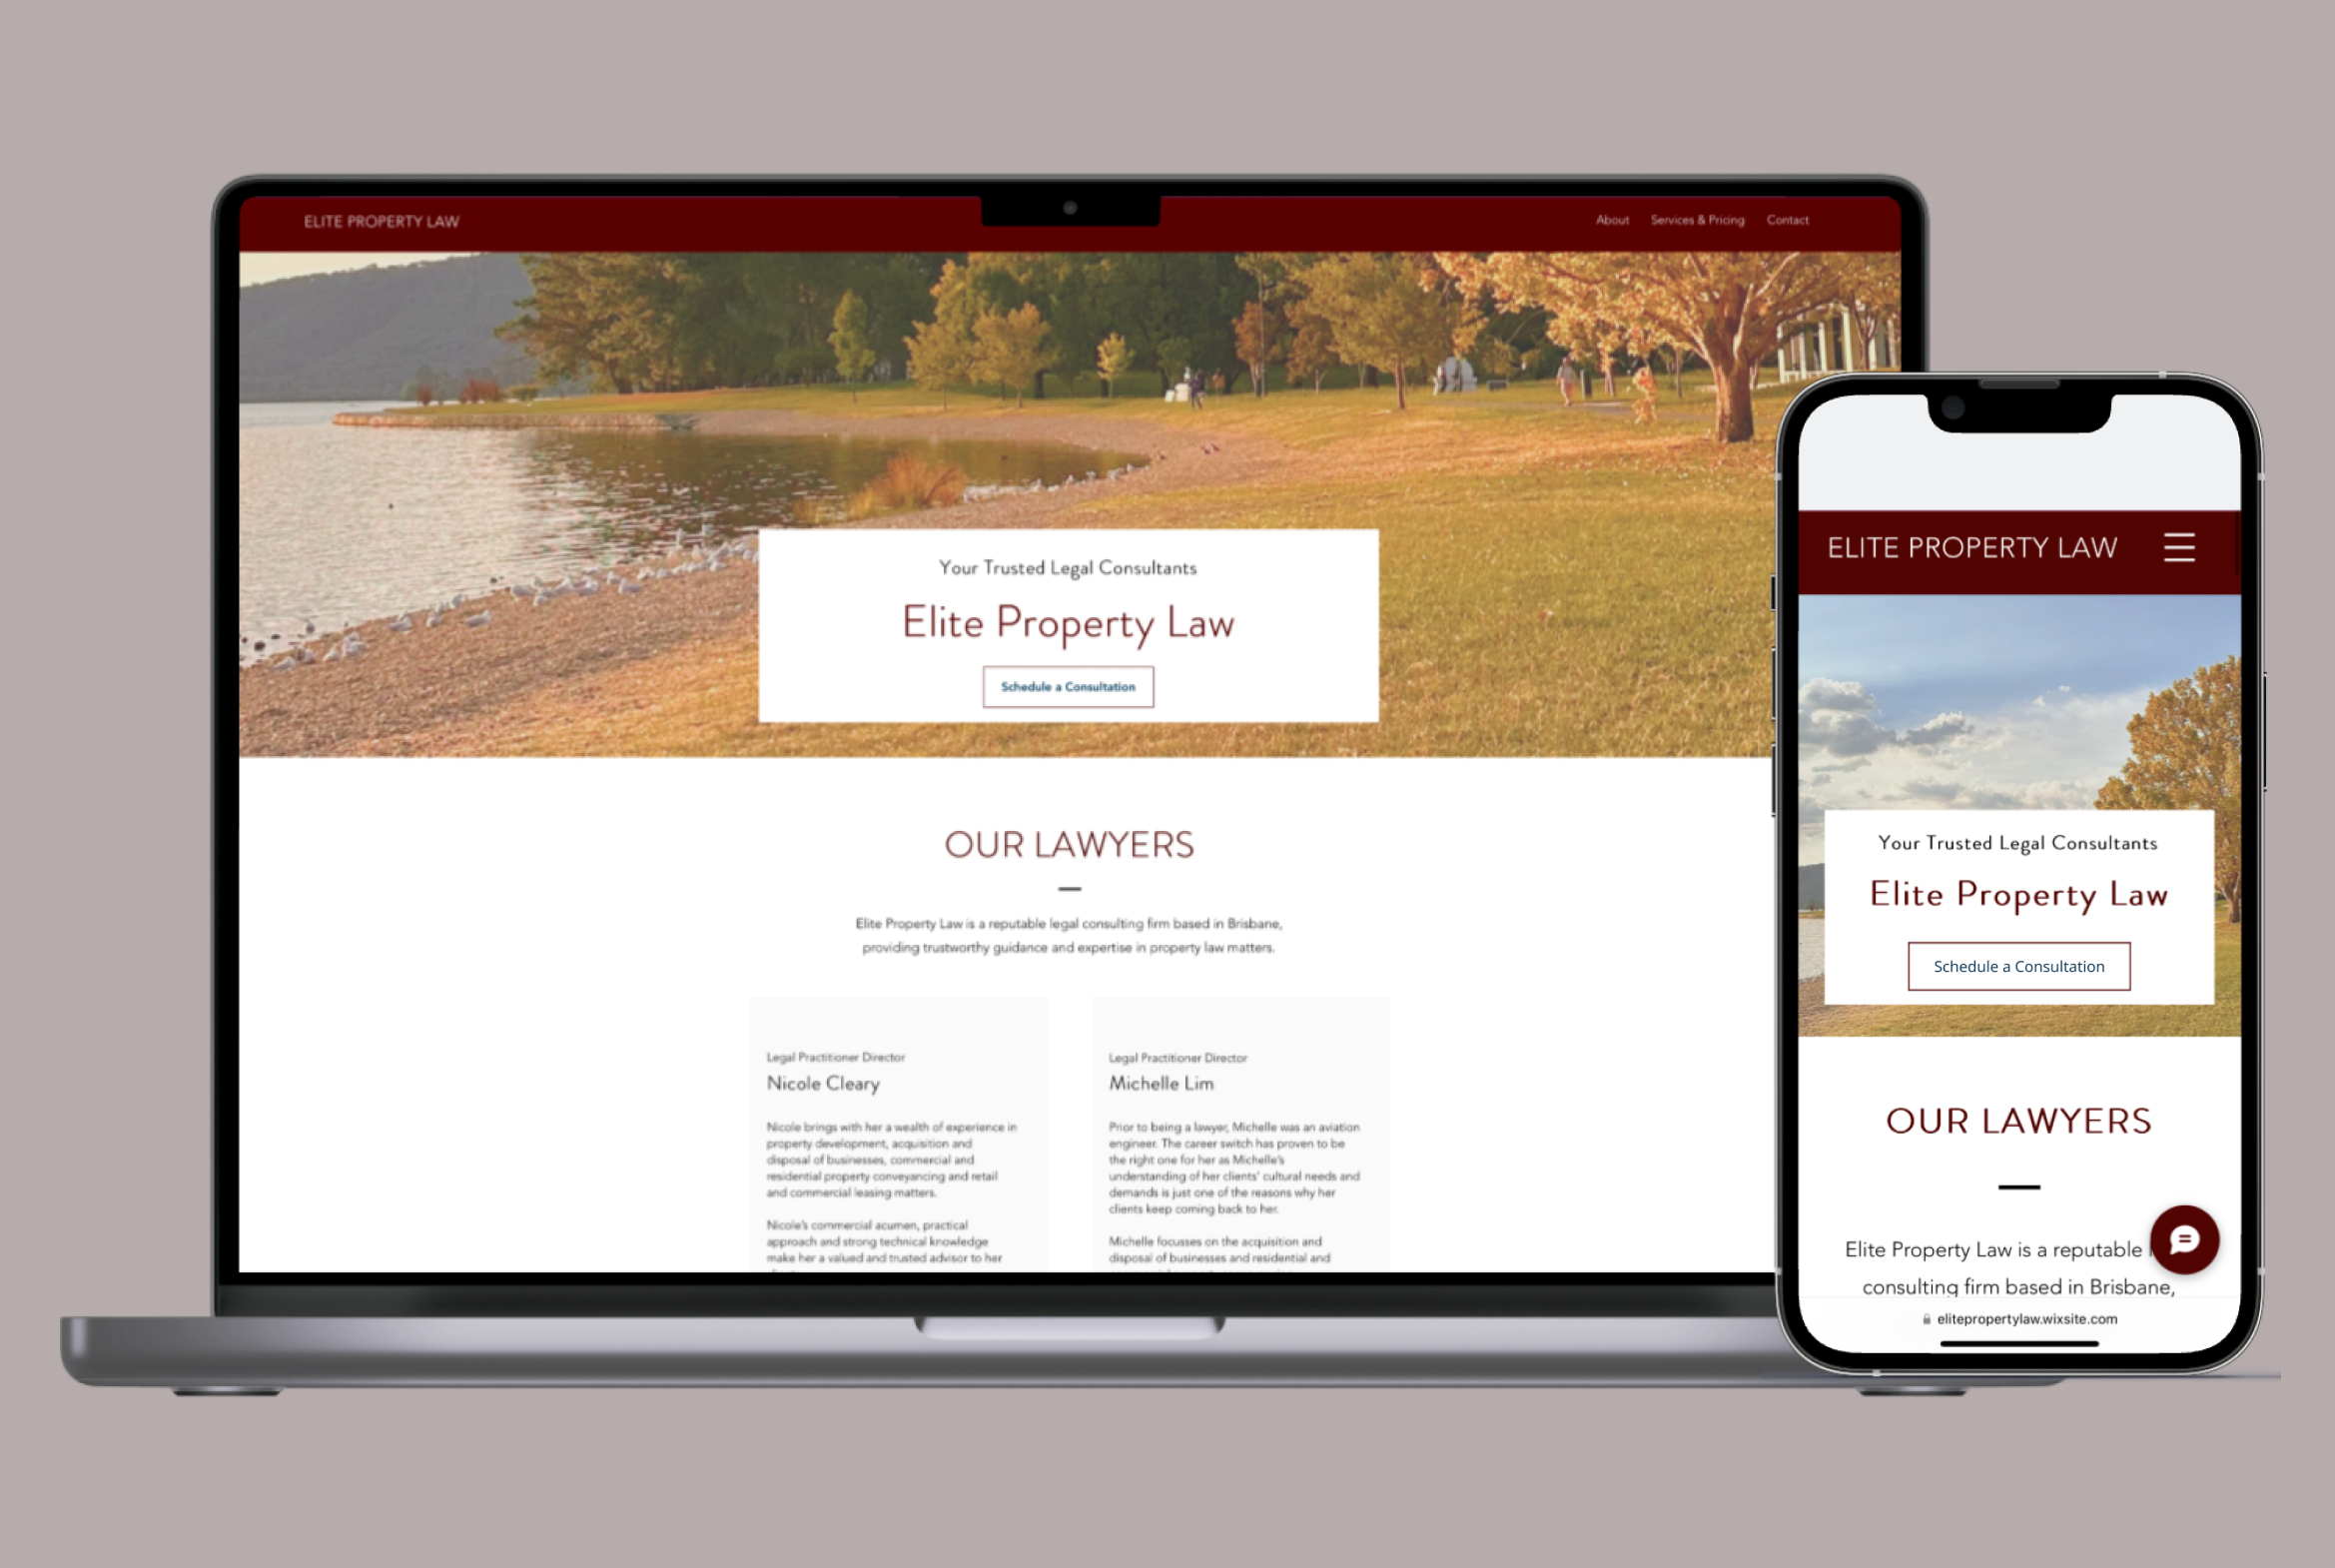 ELITE PROPERTY LAW
About Services & Pricing Contact
Your Trusted Legal Consultants
Elite Property Law
Schedule a Consultation
OUR LAWYERS
Elite Property Law is a reputable legal consulting firm based in Brisbane,
providing trustworthy guidance and expertise in property law matters.
Legal Practitioner Director
Nicole Cleary
Nicole brings with her a wealth of experience in
property development, acquisition and
disposal of businesses, commercial and
residential property conveyancing and retail
and commercial leasing matters.
Nicole's commercial acumen, practical
approach and strong technical knowledge
make her a valued and trusted advisor to her
Legal Practitioner Director
Michelle Lim
Prior to being a lawyer, Michelle was an aviation
engineer. The career switch has proven to be
the right one for her as Michelle's
understanding of her clients' cultural needs and
demands is just one of the reasons why her
clients keep coming back to her.
Michelle focusses on the acquisition and
disposal of businesses and residential and
ELITE PROPERTY LAW
Your Trusted Legal Consultants
Elite Property Law
Schedule a Consultation
OUR LAWYERS
Elite Property Law is a reputable
consulting firm based in Brisbane,
elitepropertylaw.wixsite.com